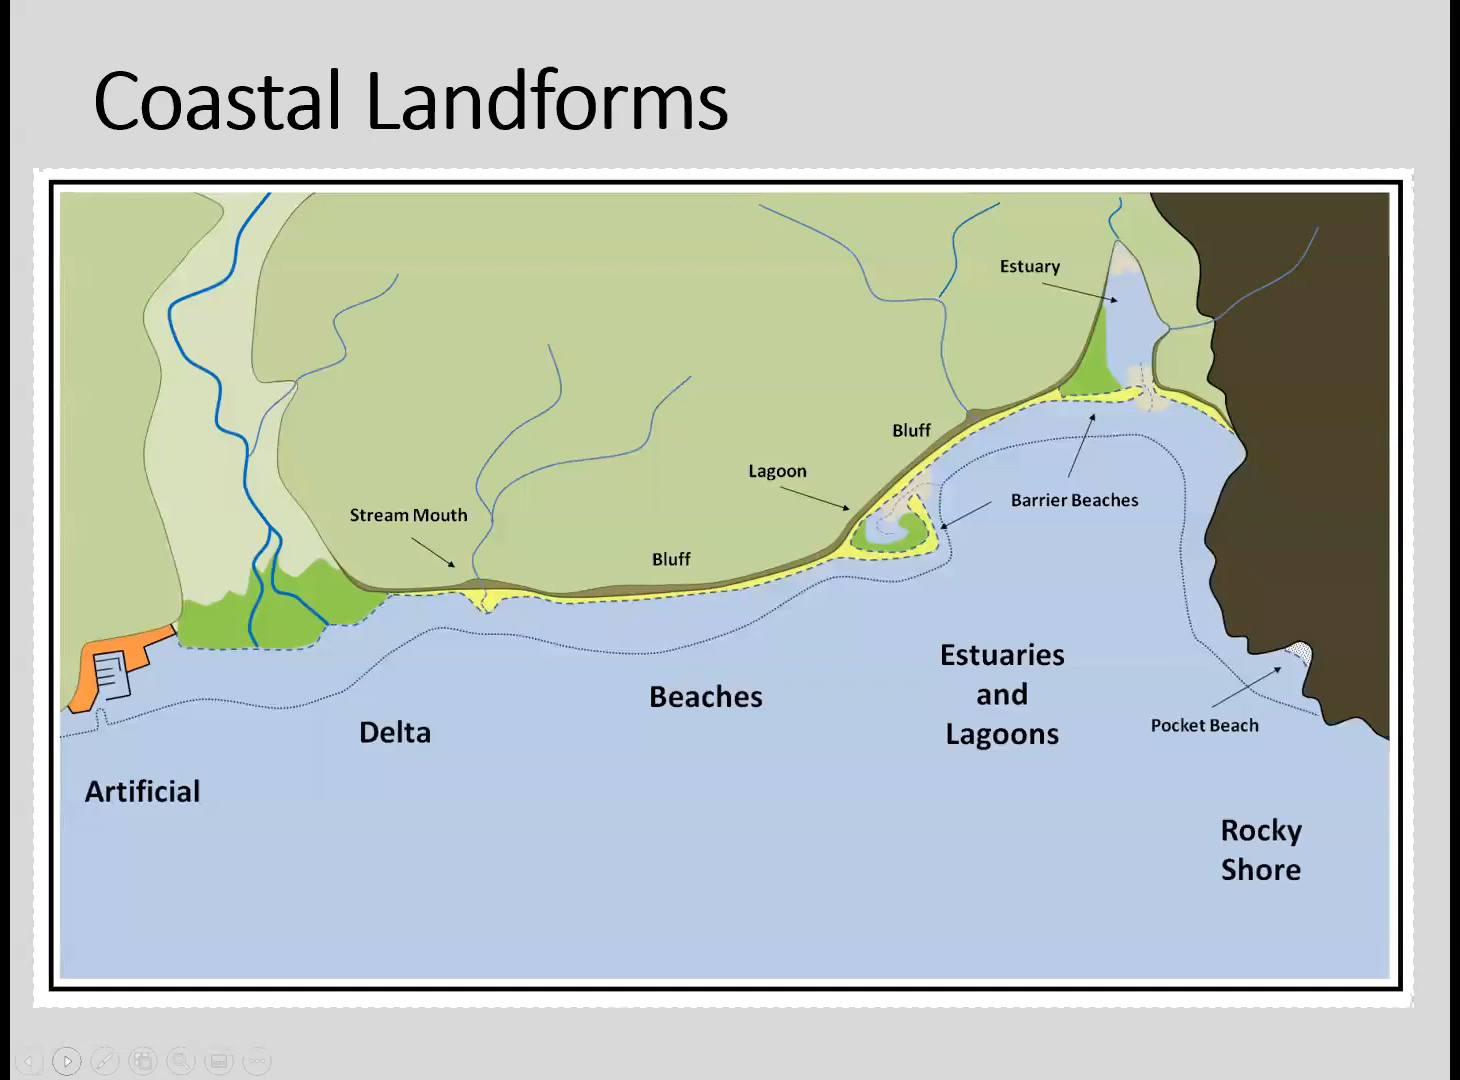 Coastal Landforms
Estuary
Bluff
Lagoon
Barrier Beaches
Stream Mouth
Bluff
Estuaries
and
Lagoons
Beaches
Pocket Beach
Delta
Artificial
Rocky
Shore